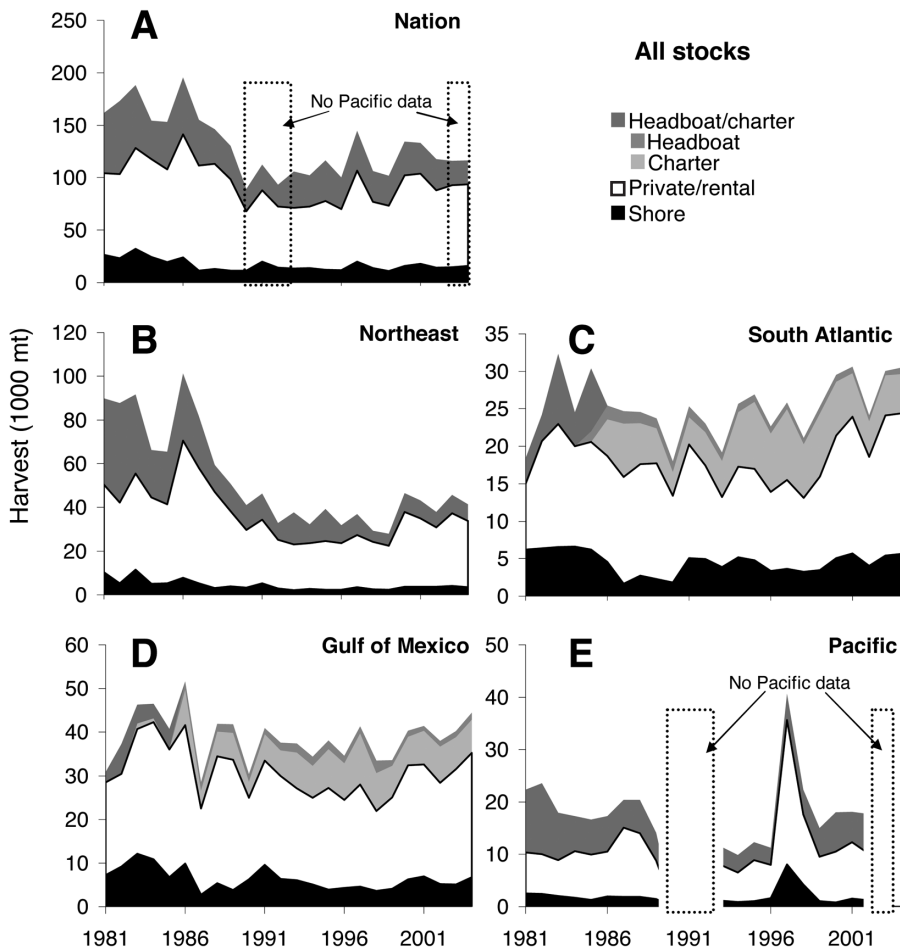 A
Nation
250
200
150
100
50
0
No Pacific data
All stocks
Headboat/charter
Headboat
Charter
Private/rental
Shore
Harvest (1000 mt)
B
Northeast
120
100
80
60
40
20
0
C
South Atlantic
35
30
25
20
15
10
5
0
D
Gulf of Mexico
60
50
40
30
20
10
0
1981 1986 1991 1996 2001
E
Pacific
50
40
30
20
10
0
No Pacific data
1981 1986 1991 1996 2001